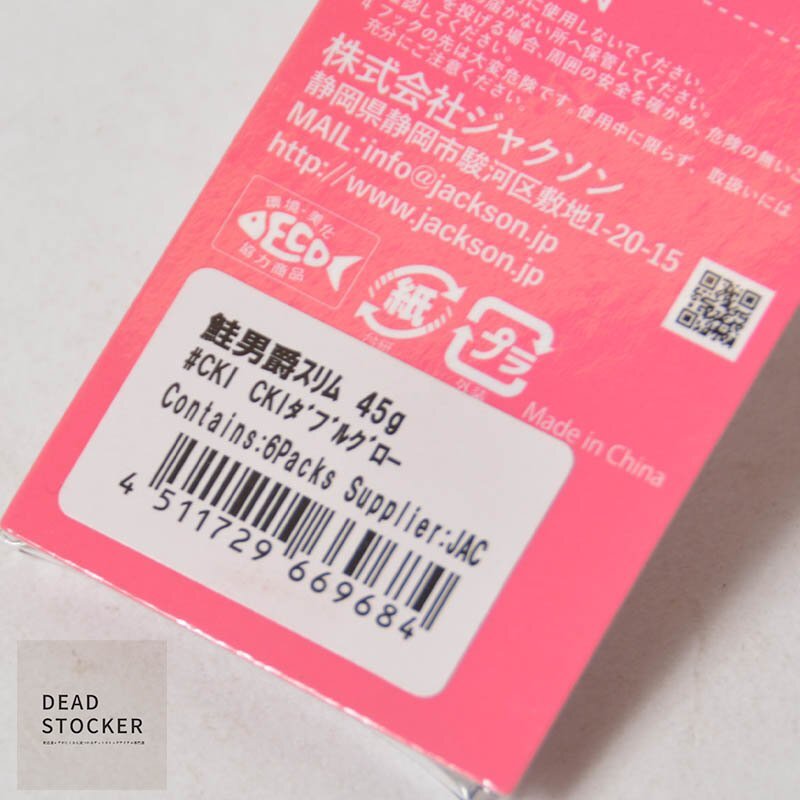 に使用しないでください。
届かない所へ保管してください。
を投げる場合、周囲の安全を確かめ、危険の無いこ
確認してください。
4.フックの先は大変危険です。使用中に限らず、取扱いには
充分にご注意ください。
株式会社ジャクソン
静岡県静岡市駿河区敷地1-20-15
MAIL:info@jackson.jp
http://www.jackson.jp
環境・美化
ECO
協力商品
紙
台紙
プラ
外装
Made in China
鮭男爵スリム 45g
#CKI CKIダブルグロー
Contains:6Packs Supplier:JAC
4 511729 669684
DEAD
STOCKER